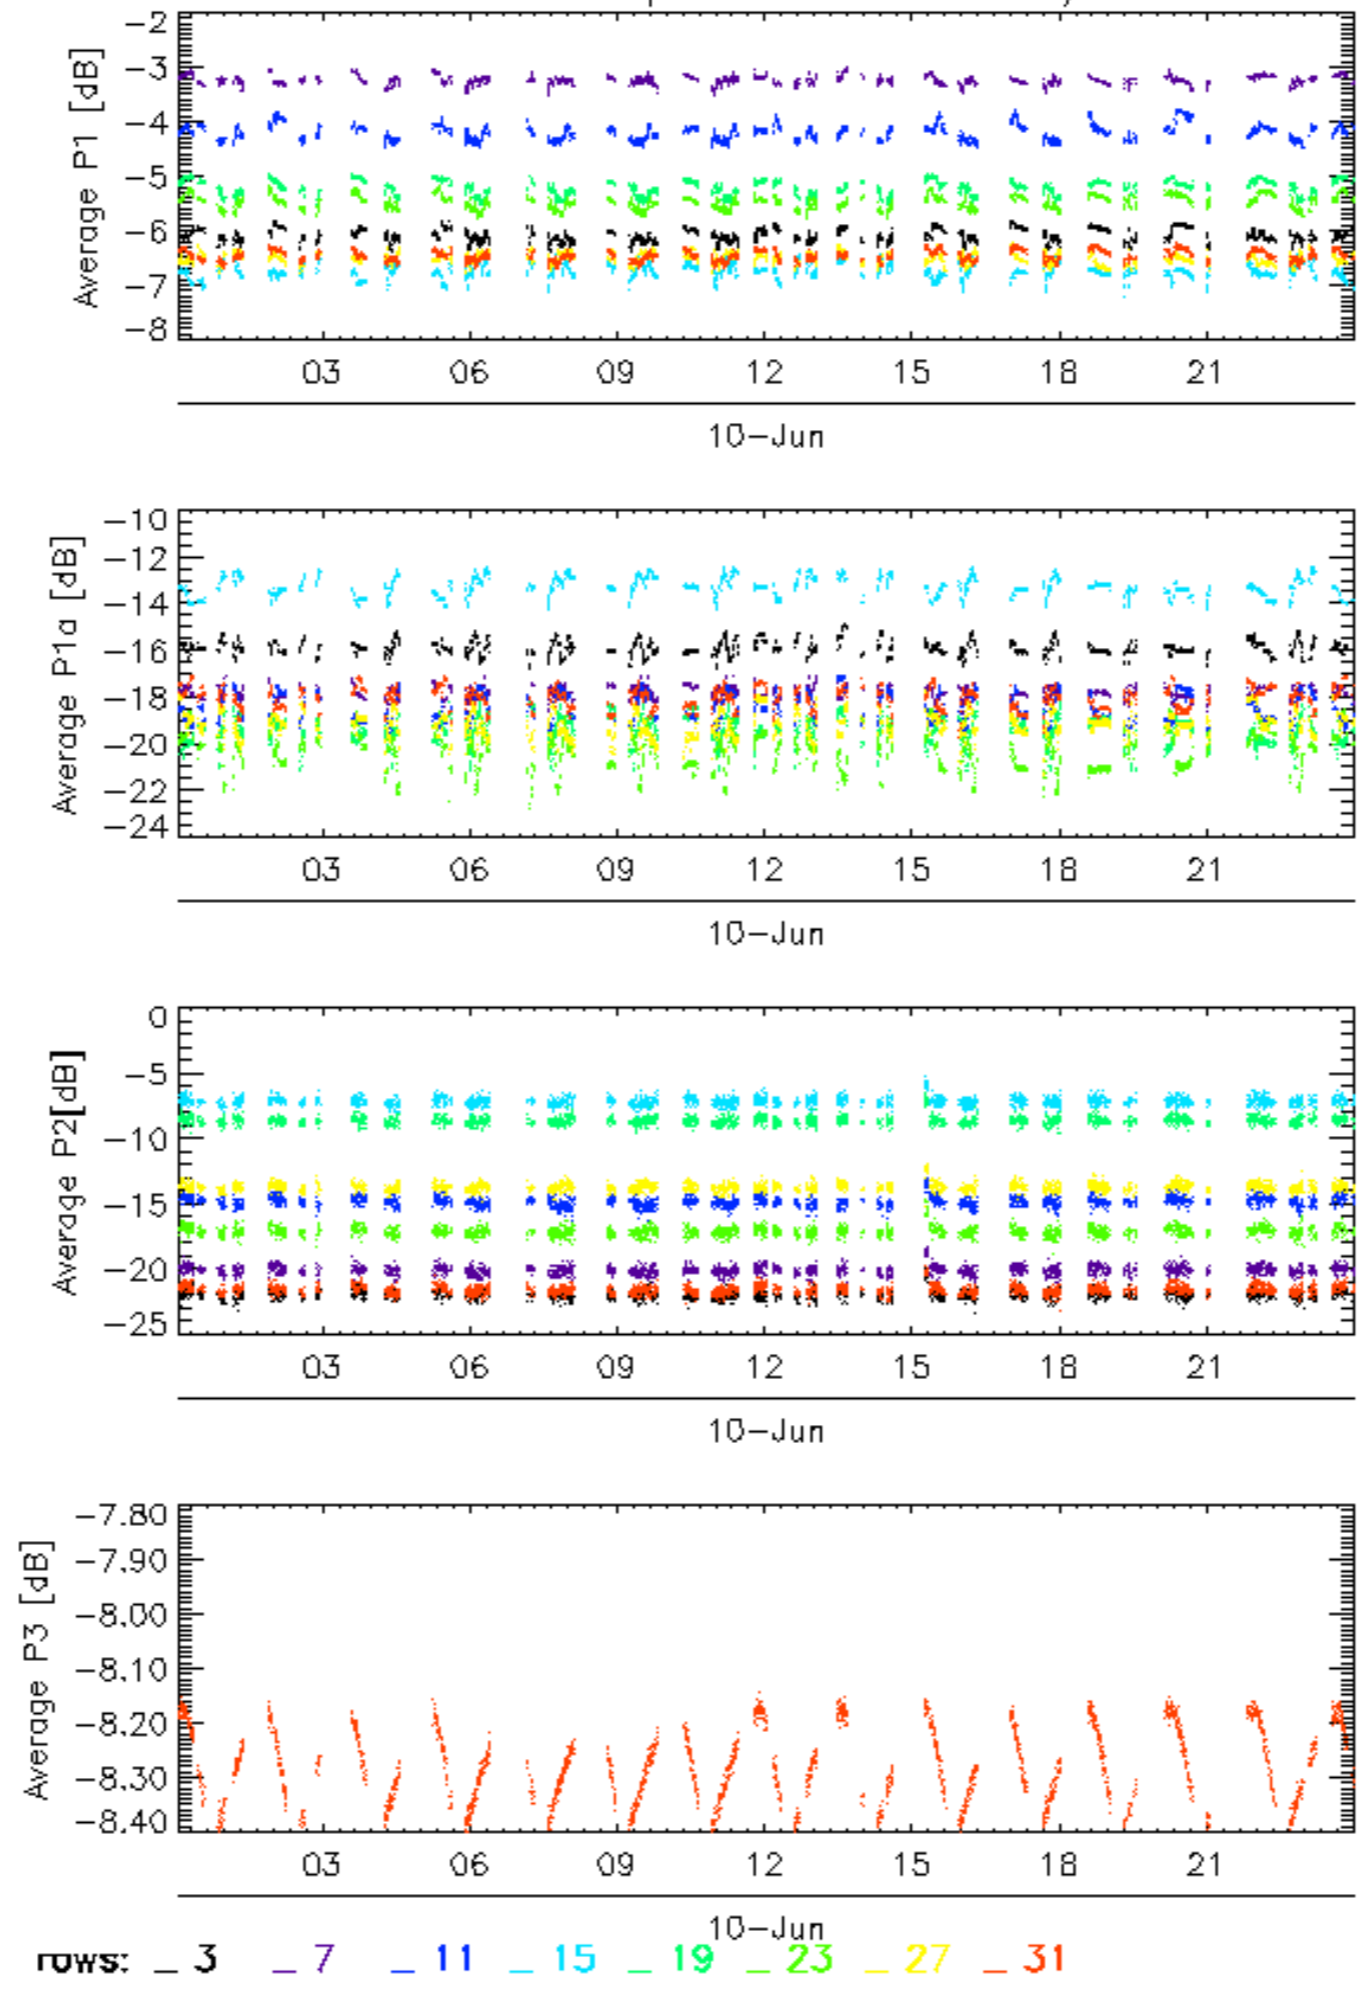 Average P1 [dB]
-2
-3
-4
-5
-6
-7
-8
03 06 09 12 15 18 21
10-Jun
Average P1a [dB]
-10
-12
-14
-16
-18
-20
-22
-24
03 06 09 12 15 18 21
10-Jun
Average P2[dB]
0
-5
-10
-15
-20
-25
03 06 09 12 15 18 21
10-Jun
Average P3 [dB]
-7.80
-7.90
-8.00
-8.10
-8.20
-8.30
-8.40
03 06 09 12 15 18 21
10-Jun
rows: _ 3 _ 7 _ 11 _ 15 _ 19 _ 23 _ 27 _ 31